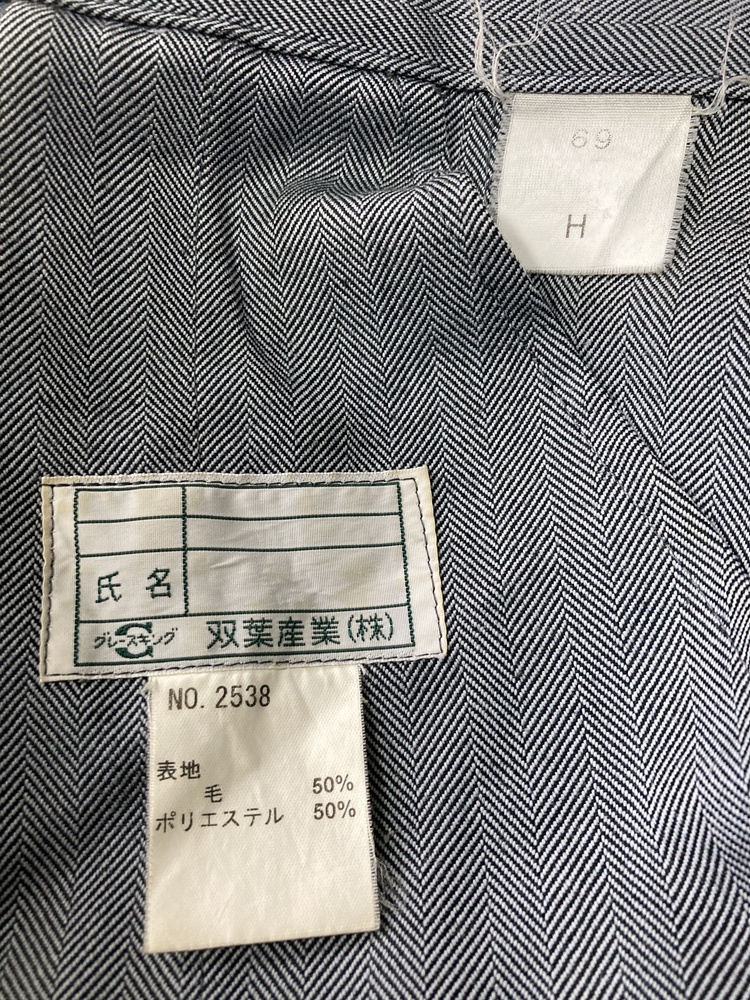 69
H
氏名
グレースキング 双葉産業(株)
NO. 2538
表地
毛 50%
ポリエステル 50%